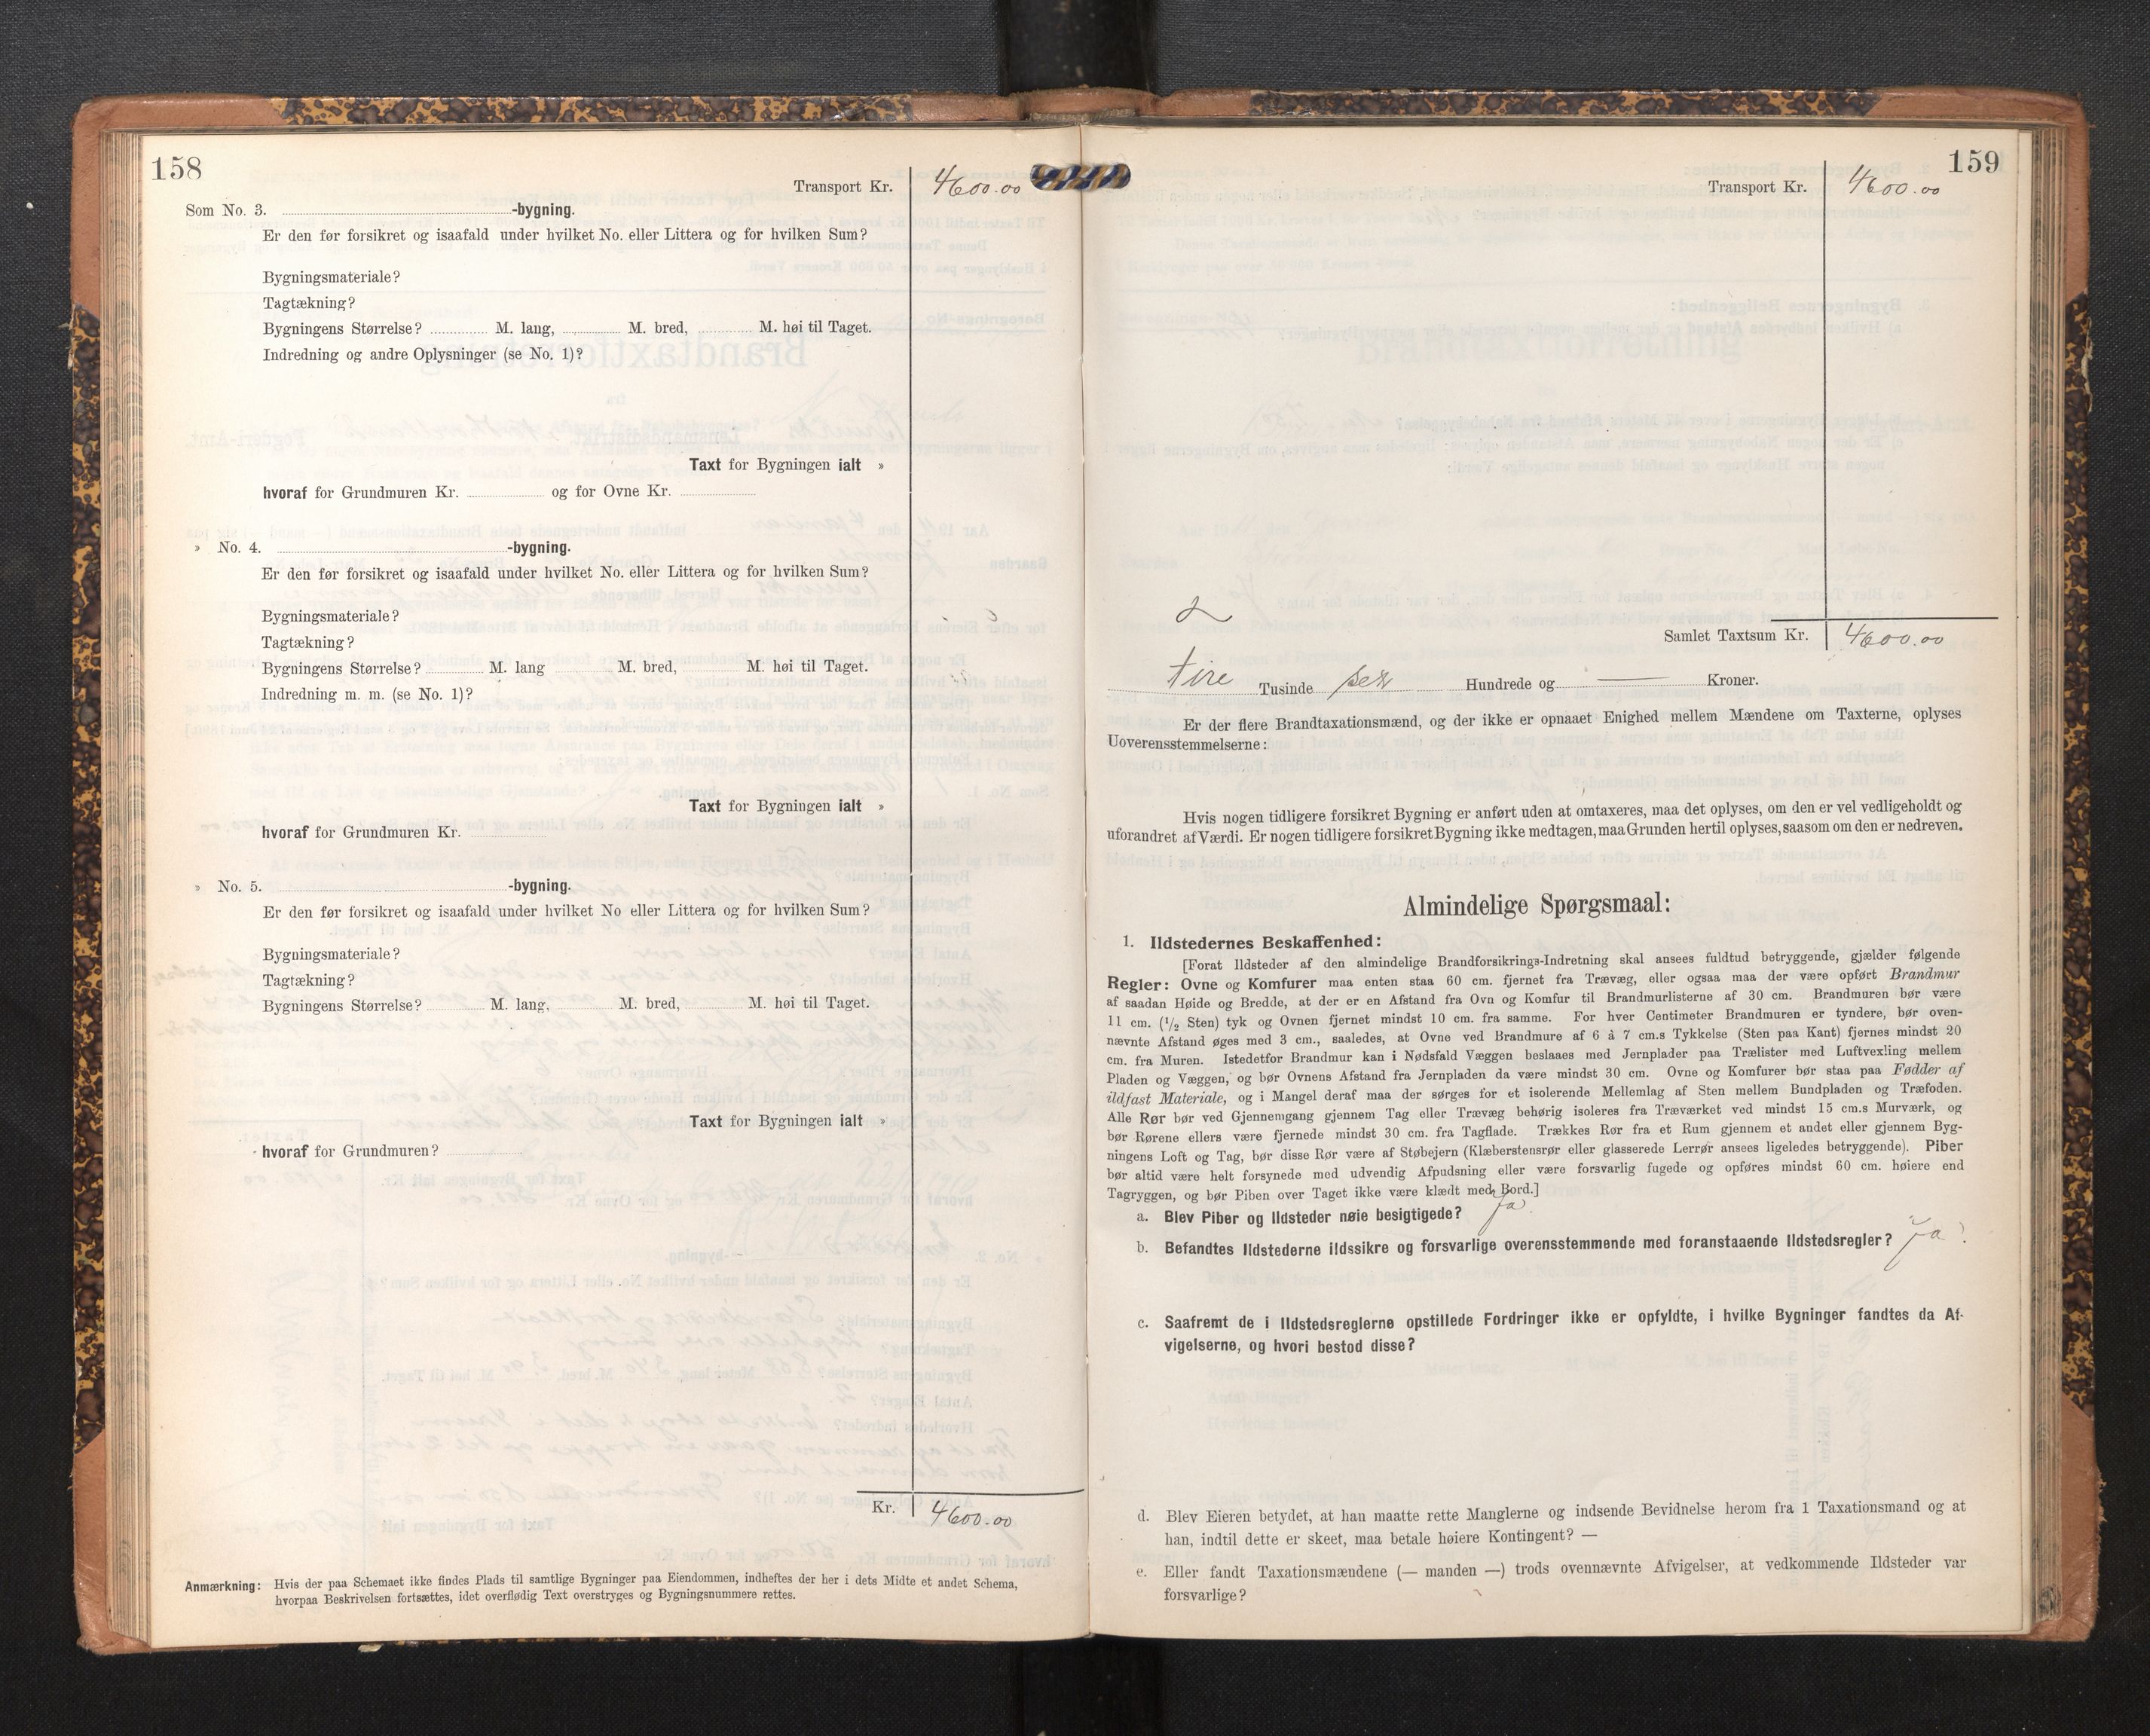 158
Transport Kr. 4600.00
Som No. 3. -bygning.
Er den før forsikret og isaafald under hvilket No. eller Littera og for hvilken Sum?
Bygningsmateriale?
Tagtækning?
Bygningens Størrelse? M. lang, M. bred, M. høi til Taget.
Indredning og andre Oplysninger (se No. 1)?
Taxt for Bygningen ialt »
hvoraf for Grundmuren Kr. og for Ovne Kr.
» No. 4. -bygning.
Er den før forsikret og isaafald under hvilket No. eller Littera og for hvilken Sum?
Bygningsmateriale?
Tagtækning?
Bygningens Størrelse? M. lang M. bred, M. høi til Taget.
Indredning m. m. (se No. 1)?
Taxt for Bygningen ialt »
hvoraf for Grundmuren Kr.
» No. 5. -bygning.
Er den før forsikret og isaafald under hvilket No eller Littera og for hvilken Sum?
Bygningsmateriale?
Tagtækning?
Bygningens Størrelse? M. lang, M. bred, M. høi til Taget.
Taxt for Bygningen ialt »
hvoraf for Grundmuren?
Kr. 4600.00
Anmærkning: Hvis der paa Schemaet ikke findes Plads til samtlige Bygninger paa Eiendommen, indheftes der her i dets Midte et andet Schema,
hvorpaa Beskrivelsen fortsættes, idet overflødig Text overstryges og Bygningsnummere rettes.
159
Transport Kr. 4600.00
Samlet Taxtsum Kr. 4600.00
fire Tusinde sex Hundrede og — Kroner.
Er der flere Brandtaxationsmænd, og der ikke er opnaaet Enighed mellem Mændene om Taxterne, oplyses
Uoverensstemmelserne:
Hvis nogen tidligere forsikret Bygning er anført uden at omtaxeres, maa det oplyses, om den er vel vedligeholdt og
uforandret af Værdi. Er nogen tidligere forsikret Bygning ikke medtagen, maa Grunden hertil oplyses, saasom om den er nedreven.
Almindelige Spørgsmaal:
1. Ildstedernes Beskaffenhed:
[Forat Ildsteder af den almindelige Brandforsikrings-Indretning skal ansees fuldtud betryggende, gjælder følgende
Regler: Ovne og Komfurer maa enten staa 60 cm. fjernet fra Trævæg, eller ogsaa maa der være opført Brandmur
af saadan Høide og Bredde, at der er en Afstand fra Ovn og Komfur til Brandmurlisterne af 30 cm. Brandmuren bør være
11 cm. (1/2 Sten) tyk og Ovnen fjernet mindst 10 cm. fra samme. For hver Centimeter Brandmuren er tyndere, bør oven-
nævnte Afstand øges med 3 cm., saaledes, at Ovne ved Brandmure af 6 à 7 cm.s Tykkelse (Sten paa Kant) fjernes mindst 20
cm. fra Muren. Istedetfor Brandmur kan i Nødsfald Væggen beslaaes med Jernplader paa Trælister med Luftvexling mellem
Pladen og Væggen, og bør Ovnens Afstand fra Jernpladen da være mindst 30 cm. Ovne og Komfurer bør staa paa Fødder af
ildfast Materiale, og i Mangel deraf maa der sørges for et isolerende Mellemlag af Sten mellem Bundpladen og Træfoden.
Alle Rør bør ved Gjennemgang gjennem Tag eller Trævæg behørig isoleres fra Træværket ved mindst 15 cm.s Murværk, og
bør Rørene ellers være fjernede mindst 30 cm. fra Tagflade. Trækkes Rør fra et Rum gjennem et andet eller gjennem Byg-
ningens Loft og Tag, bør disse Rør være af Støbejern (Klæberstensrør eller glasserede Lerrør ansees ligeledes betryggende). Piber
bør altid være helt forsynede med udvendig Afpudsning eller være forsvarlig fugede og opføres mindst 60 cm. høiere end
Tagryggen, og bør Piben over Taget ikke være klædt med Bord.]
a. Blev Piber og Ildsteder nøie besigtigede? Ja
b. Befandtes Ildstederne ildssikre og forsvarlige overensstemmende med foranstaaende Ildstedsregler? Ja
c. Saafremt de i Ildstedsreglerne opstillede Fordringer ikke er opfyldte, i hvilke Bygninger fandtes da Af-
vigelserne, og hvori bestod disse?
d. Blev Eieren betydet, at han maatte rette Manglerne og indsende Bevidnelse herom fra 1 Taxationsmand og at
han, indtil dette er skeet, maa betale høiere Kontingent? —
e. Eller fandt Taxationsmændene (— manden —) trods ovennævnte Afvigelser, at vedkommende Ildsteder var
forsvarlige?